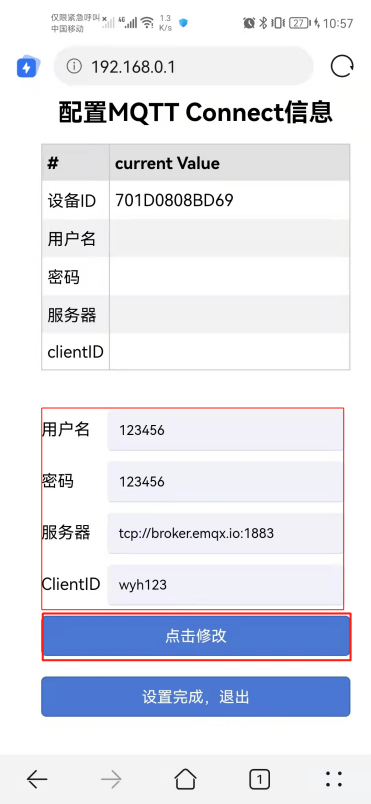 仅限紧急呼叫 4G 1.3 27 10:57
中国移动 K/s
192.168.0.1
配置MQTT Connect信息
# current Value
设备ID 701D0808BD69
用户名
密码
服务器
clientID
用户名 123456
密码 123456
服务器 tcp://broker.emqx.io:1883
ClientID wyh123
点击修改
设置完成，退出
1